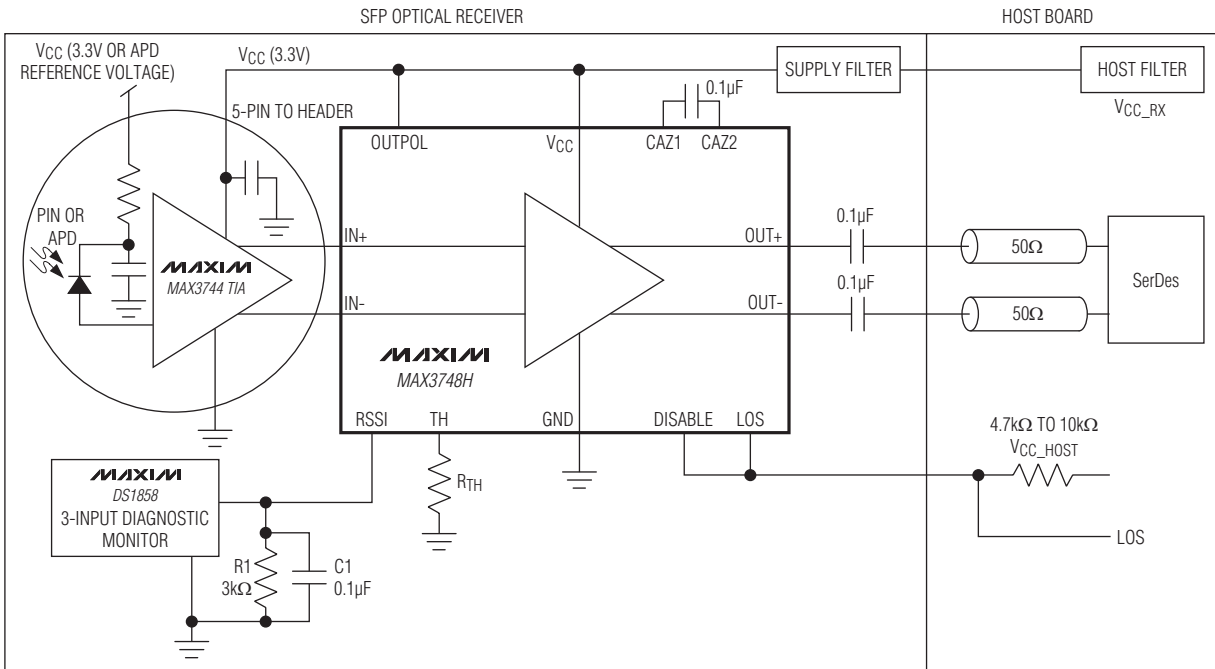 SFP OPTICAL RECEIVER
HOST BOARD
VCC (3.3V OR APD
REFERENCE VOLTAGE)
VCC (3.3V)
SUPPLY FILTER
HOST FILTER
VCC_RX
0.1µF
5-PIN TO HEADER
OUTPOL
VCC
CAZ1
CAZ2
PIN OR
APD
MAXIM
MAX3744 TIA
IN+
IN-
OUT+
OUT-
0.1µF
0.1µF
50Ω
50Ω
SerDes
MAXIM
MAX3748H
RSSI
TH
GND
DISABLE
LOS
4.7kΩ TO 10kΩ
VCC_HOST
LOS
RTH
MAXIM
DS1858
3-INPUT DIAGNOSTIC
MONITOR
R1
3kΩ
C1
0.1µF